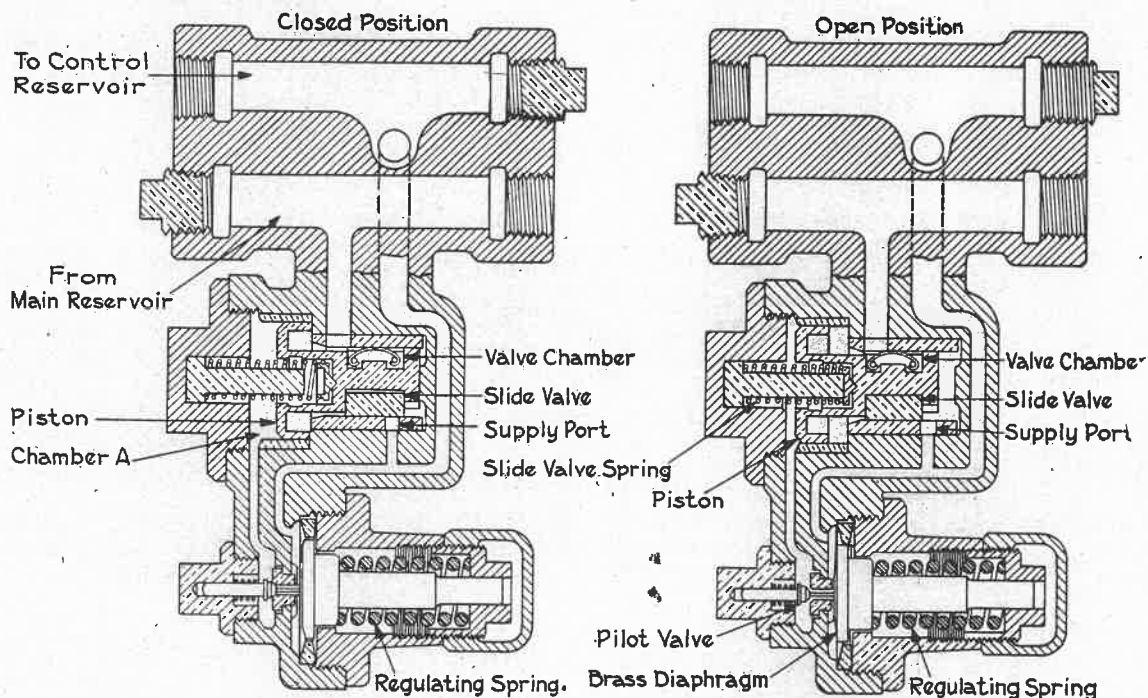 Closed Position
To Control
Reservoir
From
Main Reservoir
Valve Chamber
Slide Valve
Supply Port
Piston
Chamber A
Regulating Spring.
Open Position
Valve Chamber
Slide Valve
Supply Port
Slide Valve Spring
Piston
Pilot Valve
Brass Diaphragm
Regulating Spring